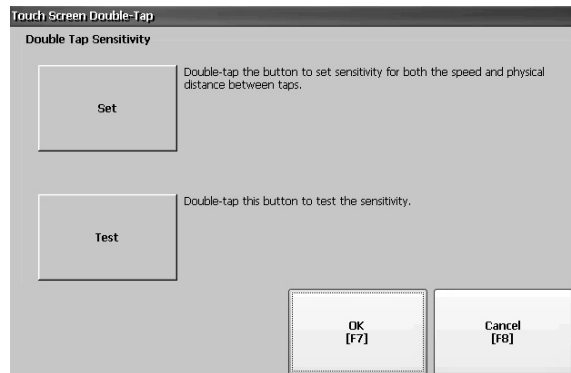 Touch Screen Double-Tap
Double Tap Sensitivity
Set
Double-tap the button to set sensitivity for both the speed and physical
distance between taps.
Test
Double-tap this button to test the sensitivity.
OK
[F7]
Cancel
[F8]